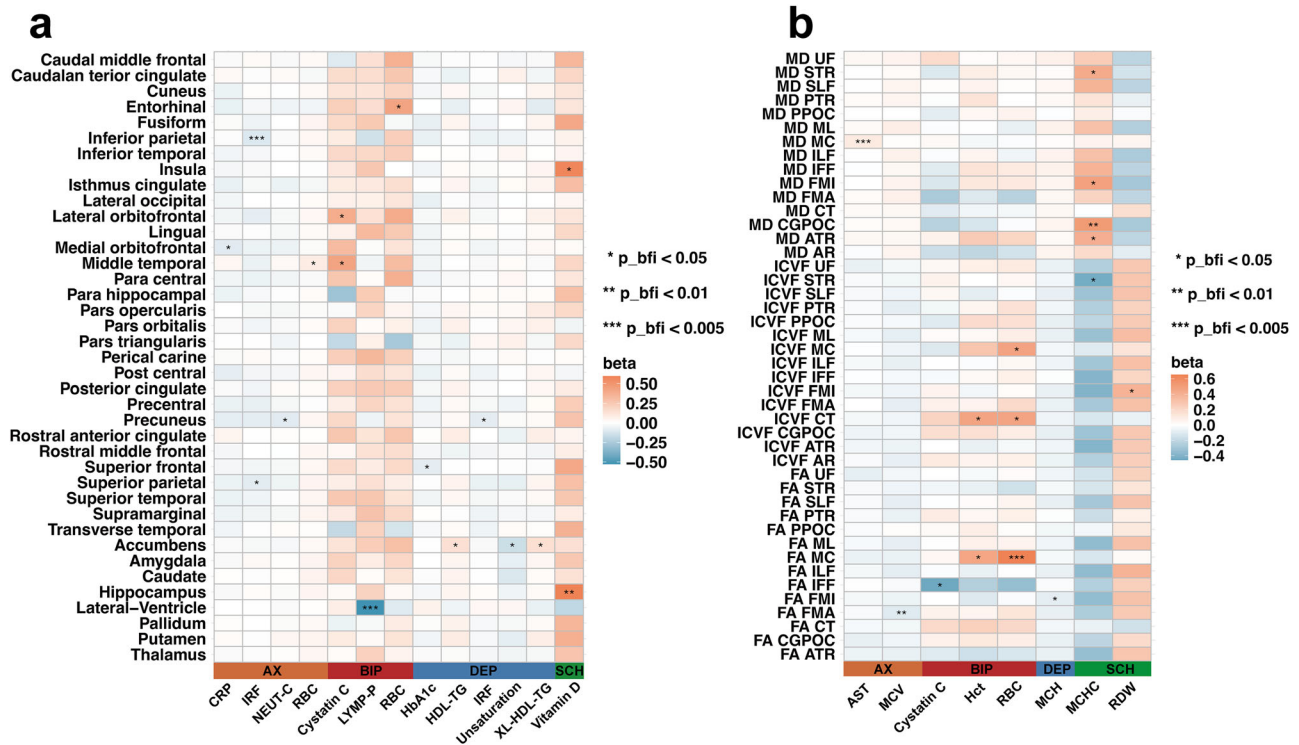 a
Caudal middle frontal
Caudalan terior cingulate
Cuneus
Entorhinal
Fusiform
Inferior parietal
Inferior temporal
Insula
Isthmus cingulate
Lateral occipital
Lateral orbitofrontal
Lingual
Medial orbitofrontal
Middle temporal
Para central
Para hippocampal
Pars opercularis
Pars orbitalis
Pars triangularis
Perical carine
Post central
Posterior cingulate
Precentral
Precuneus
Rostral anterior cingulate
Rostral middle frontal
Superior frontal
Superior parietal
Superior temporal
Supramarginal
Transverse temporal
Accumbens
Amygdala
Caudate
Hippocampus
Lateral−Ventricle
Pallidum
Putamen
Thalamus
*
***
*
*
*
* *
* *
*
*
* * *
**
***
AX BIP DEP SCH
CRP IRF NEUT-C RBC Cystatin C LYMP-P RBC HbA1c HDL-TG IRF Unsaturation XL-HDL-TG Vitamin D
* p_bfi < 0.05
** p_bfi < 0.01
*** p_bfi < 0.005
beta
0.50
0.25
0.00
−0.25
−0.50
b
MD UF
MD STR
MD SLF
MD PTR
MD PPOC
MD ML
MD MC
MD ILF
MD IFF
MD FMI
MD FMA
MD CT
MD CGPOC
MD ATR
MD AR
ICVF UF
ICVF STR
ICVF SLF
ICVF PTR
ICVF PPOC
ICVF ML
ICVF MC
ICVF ILF
ICVF IFF
ICVF FMI
ICVF FMA
ICVF CT
ICVF CGPOC
ICVF ATR
ICVF AR
FA UF
FA STR
FA SLF
FA PTR
FA PPOC
FA ML
FA MC
FA ILF
FA IFF
FA FMI
FA FMA
FA CT
FA CGPOC
FA ATR
*
***
*
**
*
*
*
*
* *
* ***
*
*
**
AX BIP DEP SCH
AST MCV Cystatin C Hct RBC MCH MCHC RDW
* p_bfi < 0.05
** p_bfi < 0.01
*** p_bfi < 0.005
beta
0.6
0.4
0.2
−0.0
−0.2
−0.4